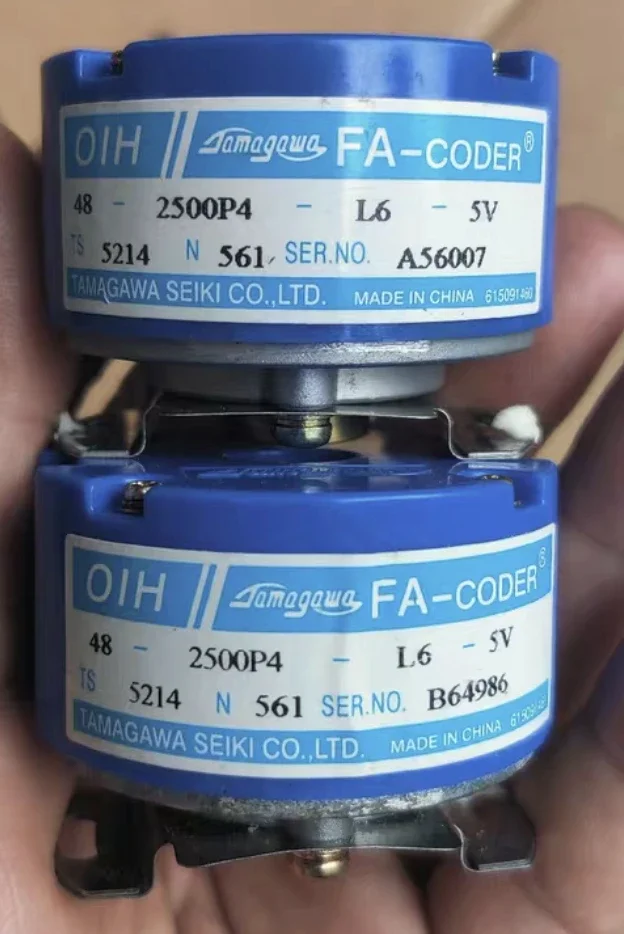 OIH // Tamagawa FA-CODER®
48 - 2500P4 - L6 - 5V
TS 5214 N 561 SER.NO. A56007
TAMAGAWA SEIKI CO.,LTD. MADE IN CHINA 615091460
OIH // Tamagawa FA-CODER®
48 - 2500P4 - L6 - 5V
TS 5214 N 561 SER.NO. B64986
TAMAGAWA SEIKI CO.,LTD. MADE IN CHINA